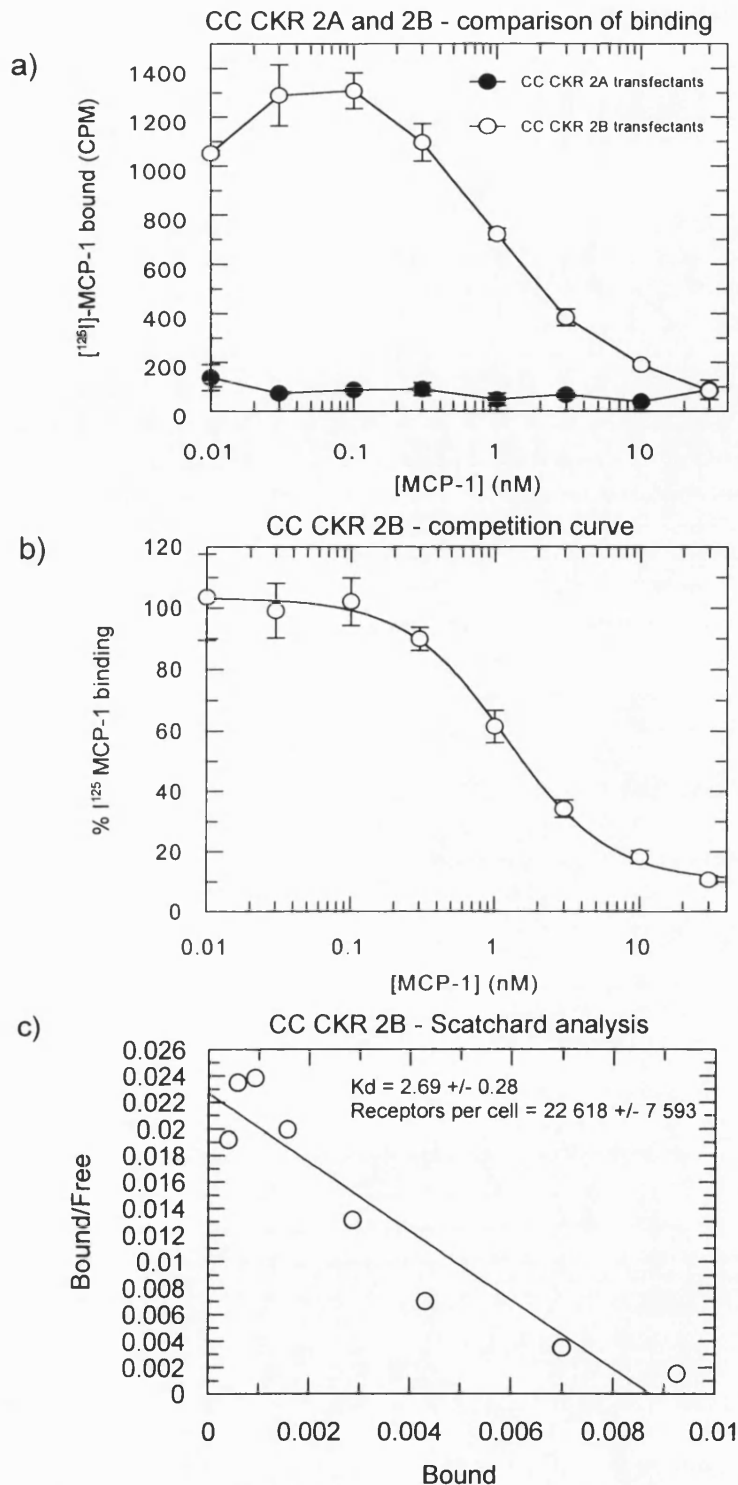 a)
CC CKR 2A and 2B - comparison of binding
[¹²⁵I]-MCP-1 bound (CPM)
1400
1200
1000
800
600
400
200
0
CC CKR 2A transfectants
CC CKR 2B transfectants
0.01 0.1 1 10
[MCP-1] (nM)
b)
CC CKR 2B - competition curve
% I¹²⁵ MCP-1 binding
120
100
80
60
40
20
0
0.01 0.1 1 10
[MCP-1] (nM)
c)
CC CKR 2B - Scatchard analysis
Bound/Free
0.026
0.024
0.022
0.02
0.018
0.016
0.014
0.012
0.01
0.008
0.006
0.004
0.002
0
Kd = 2.69 +/- 0.28
Receptors per cell = 22 618 +/- 7 593
0 0.002 0.004 0.006 0.008 0.01
Bound